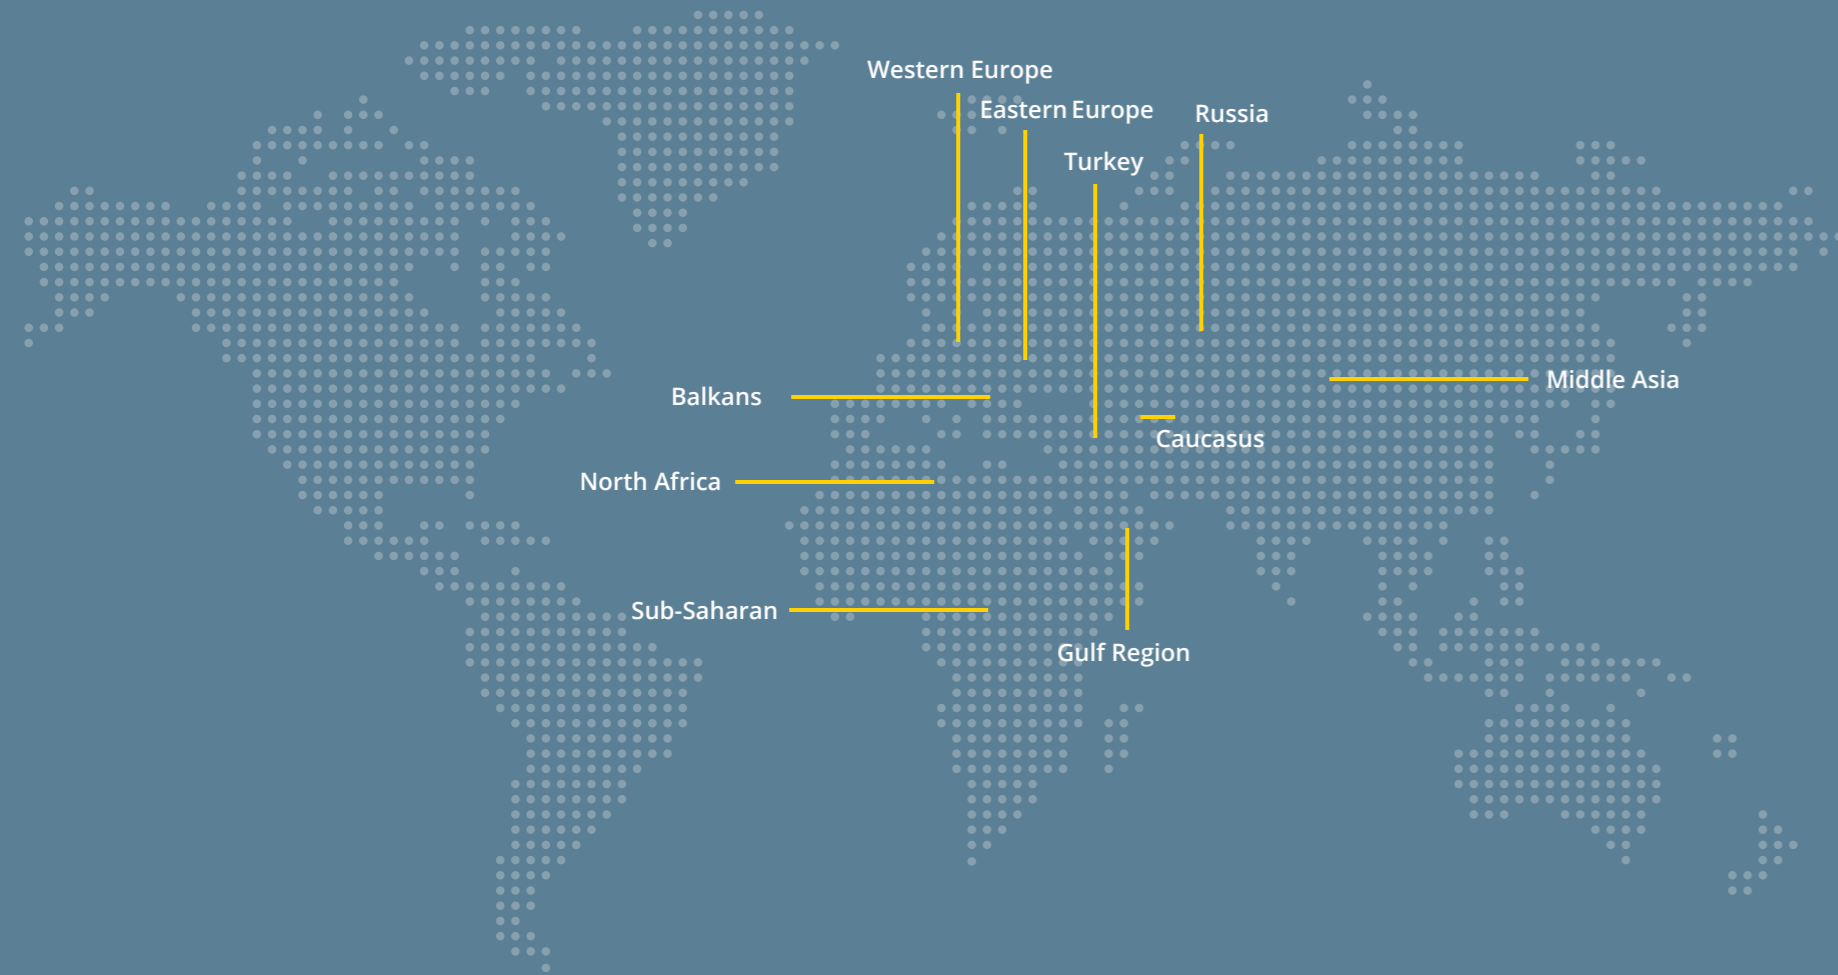 Western Europe
Eastern Europe
Russia
Turkey
Middle Asia
Balkans
Caucasus
North Africa
Sub-Saharan
Gulf Region